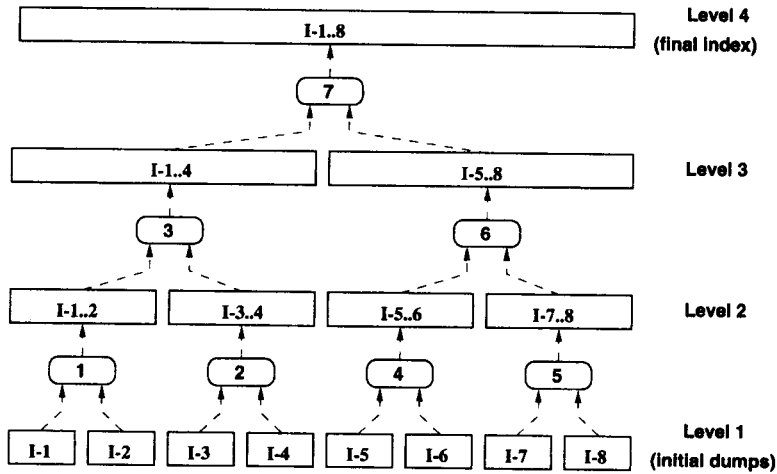 I-1..8 Level 4
(final index)
7
I-1..4 I-5..8 Level 3
3 6
I-1..2 I-3..4 I-5..6 I-7..8 Level 2
1 2 4 5
I-1 I-2 I-3 I-4 I-5 I-6 I-7 I-8 Level 1
(initial dumps)